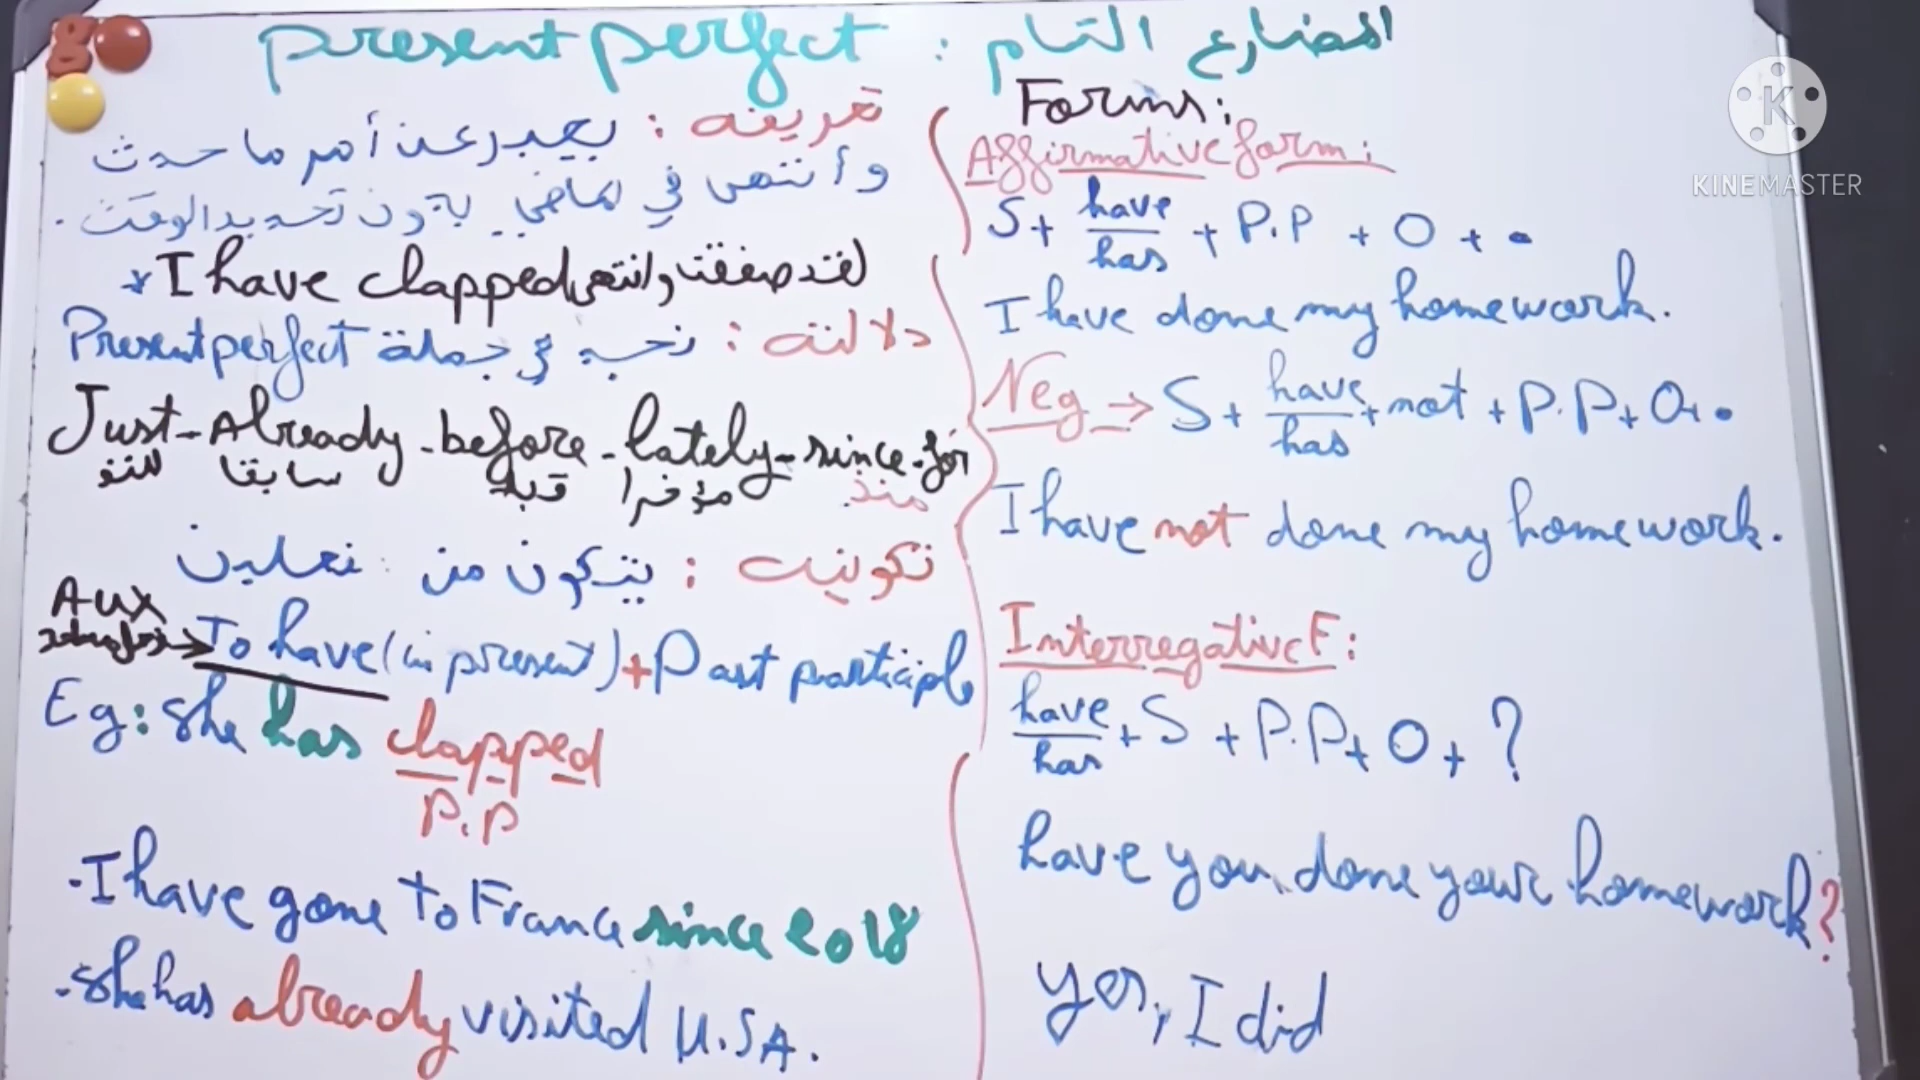 present perfect : المضارع التام
تعريفه : يعبر عن أمر ما حدث
وأنتهى في الماضي بدون تحديد الوقت .
* I have clapped لقد صفقت وانتهى
دلالته : نجد في جملة Present perfect
Just - Already - before - lately - since - for
للتو سابقا قبل مؤخرا منذ
تكوينه : يتكون من فعلين
Aux
فعل مساعد → To have (in present) + Past participle
Eg : she has clapped
P.p
. I have gone to France since 2018
. She has already visited U.S.A .
Forms :
Affirmative form :
S + have/has + P.P + O + .
I have done my homework .
Neg → S + have/has + not + P.P + O + .
I have not done my homework .
Interregative F :
have/has + S + P.P + O + ?
have you done your homework ?
yes, I did
K
KINEMASTER